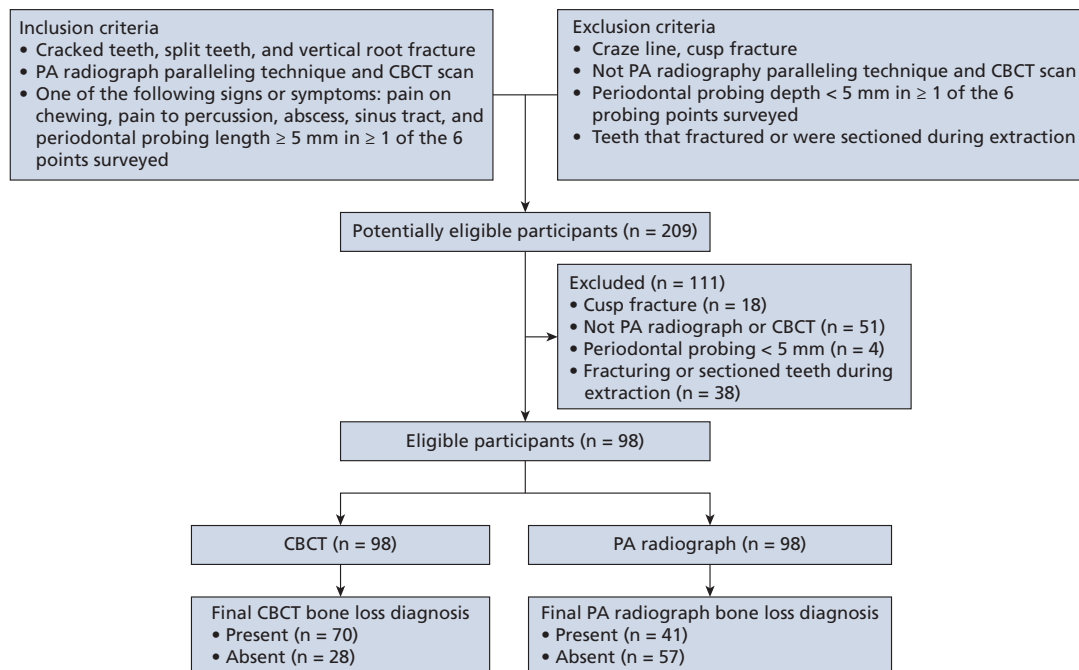 Inclusion criteria
• Cracked teeth, split teeth, and vertical root fracture
• PA radiograph paralleling technique and CBCT scan
• One of the following signs or symptoms: pain on
chewing, pain to percussion, abscess, sinus tract, and
periodontal probing length ≥ 5 mm in ≥ 1 of the 6
points surveyed
Exclusion criteria
• Craze line, cusp fracture
• Not PA radiography paralleling technique and CBCT scan
• Periodontal probing depth < 5 mm in ≥ 1 of the 6
probing points surveyed
• Teeth that fractured or were sectioned during extraction
Potentially eligible participants (n = 209)
Excluded (n = 111)
• Cusp fracture (n = 18)
• Not PA radiograph or CBCT (n = 51)
• Periodontal probing < 5 mm (n = 4)
• Fracturing or sectioned teeth during
extraction (n = 38)
Eligible participants (n = 98)
CBCT (n = 98)
PA radiograph (n = 98)
Final CBCT bone loss diagnosis
• Present (n = 70)
• Absent (n = 28)
Final PA radiograph bone loss diagnosis
• Present (n = 41)
• Absent (n = 57)